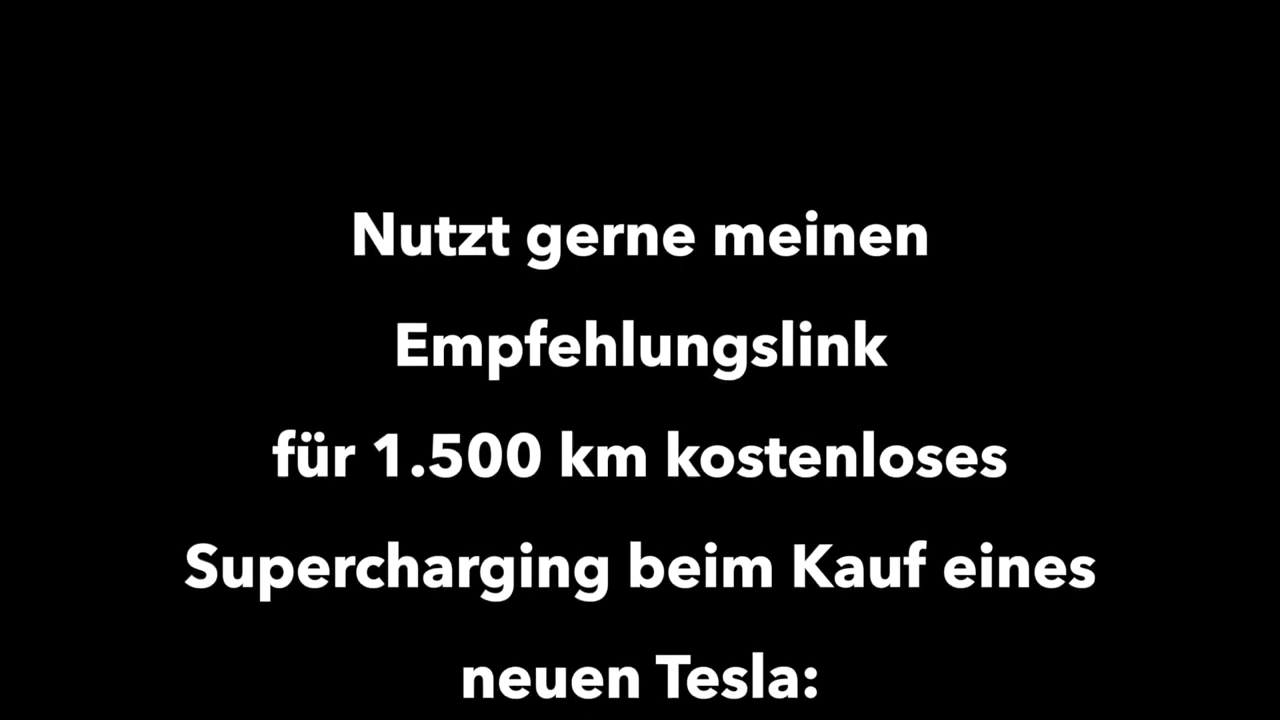 Nutzt gerne meinen
Empfehlungslink
für 1.500 km kostenloses
Supercharging beim Kauf eines
neuen Tesla: